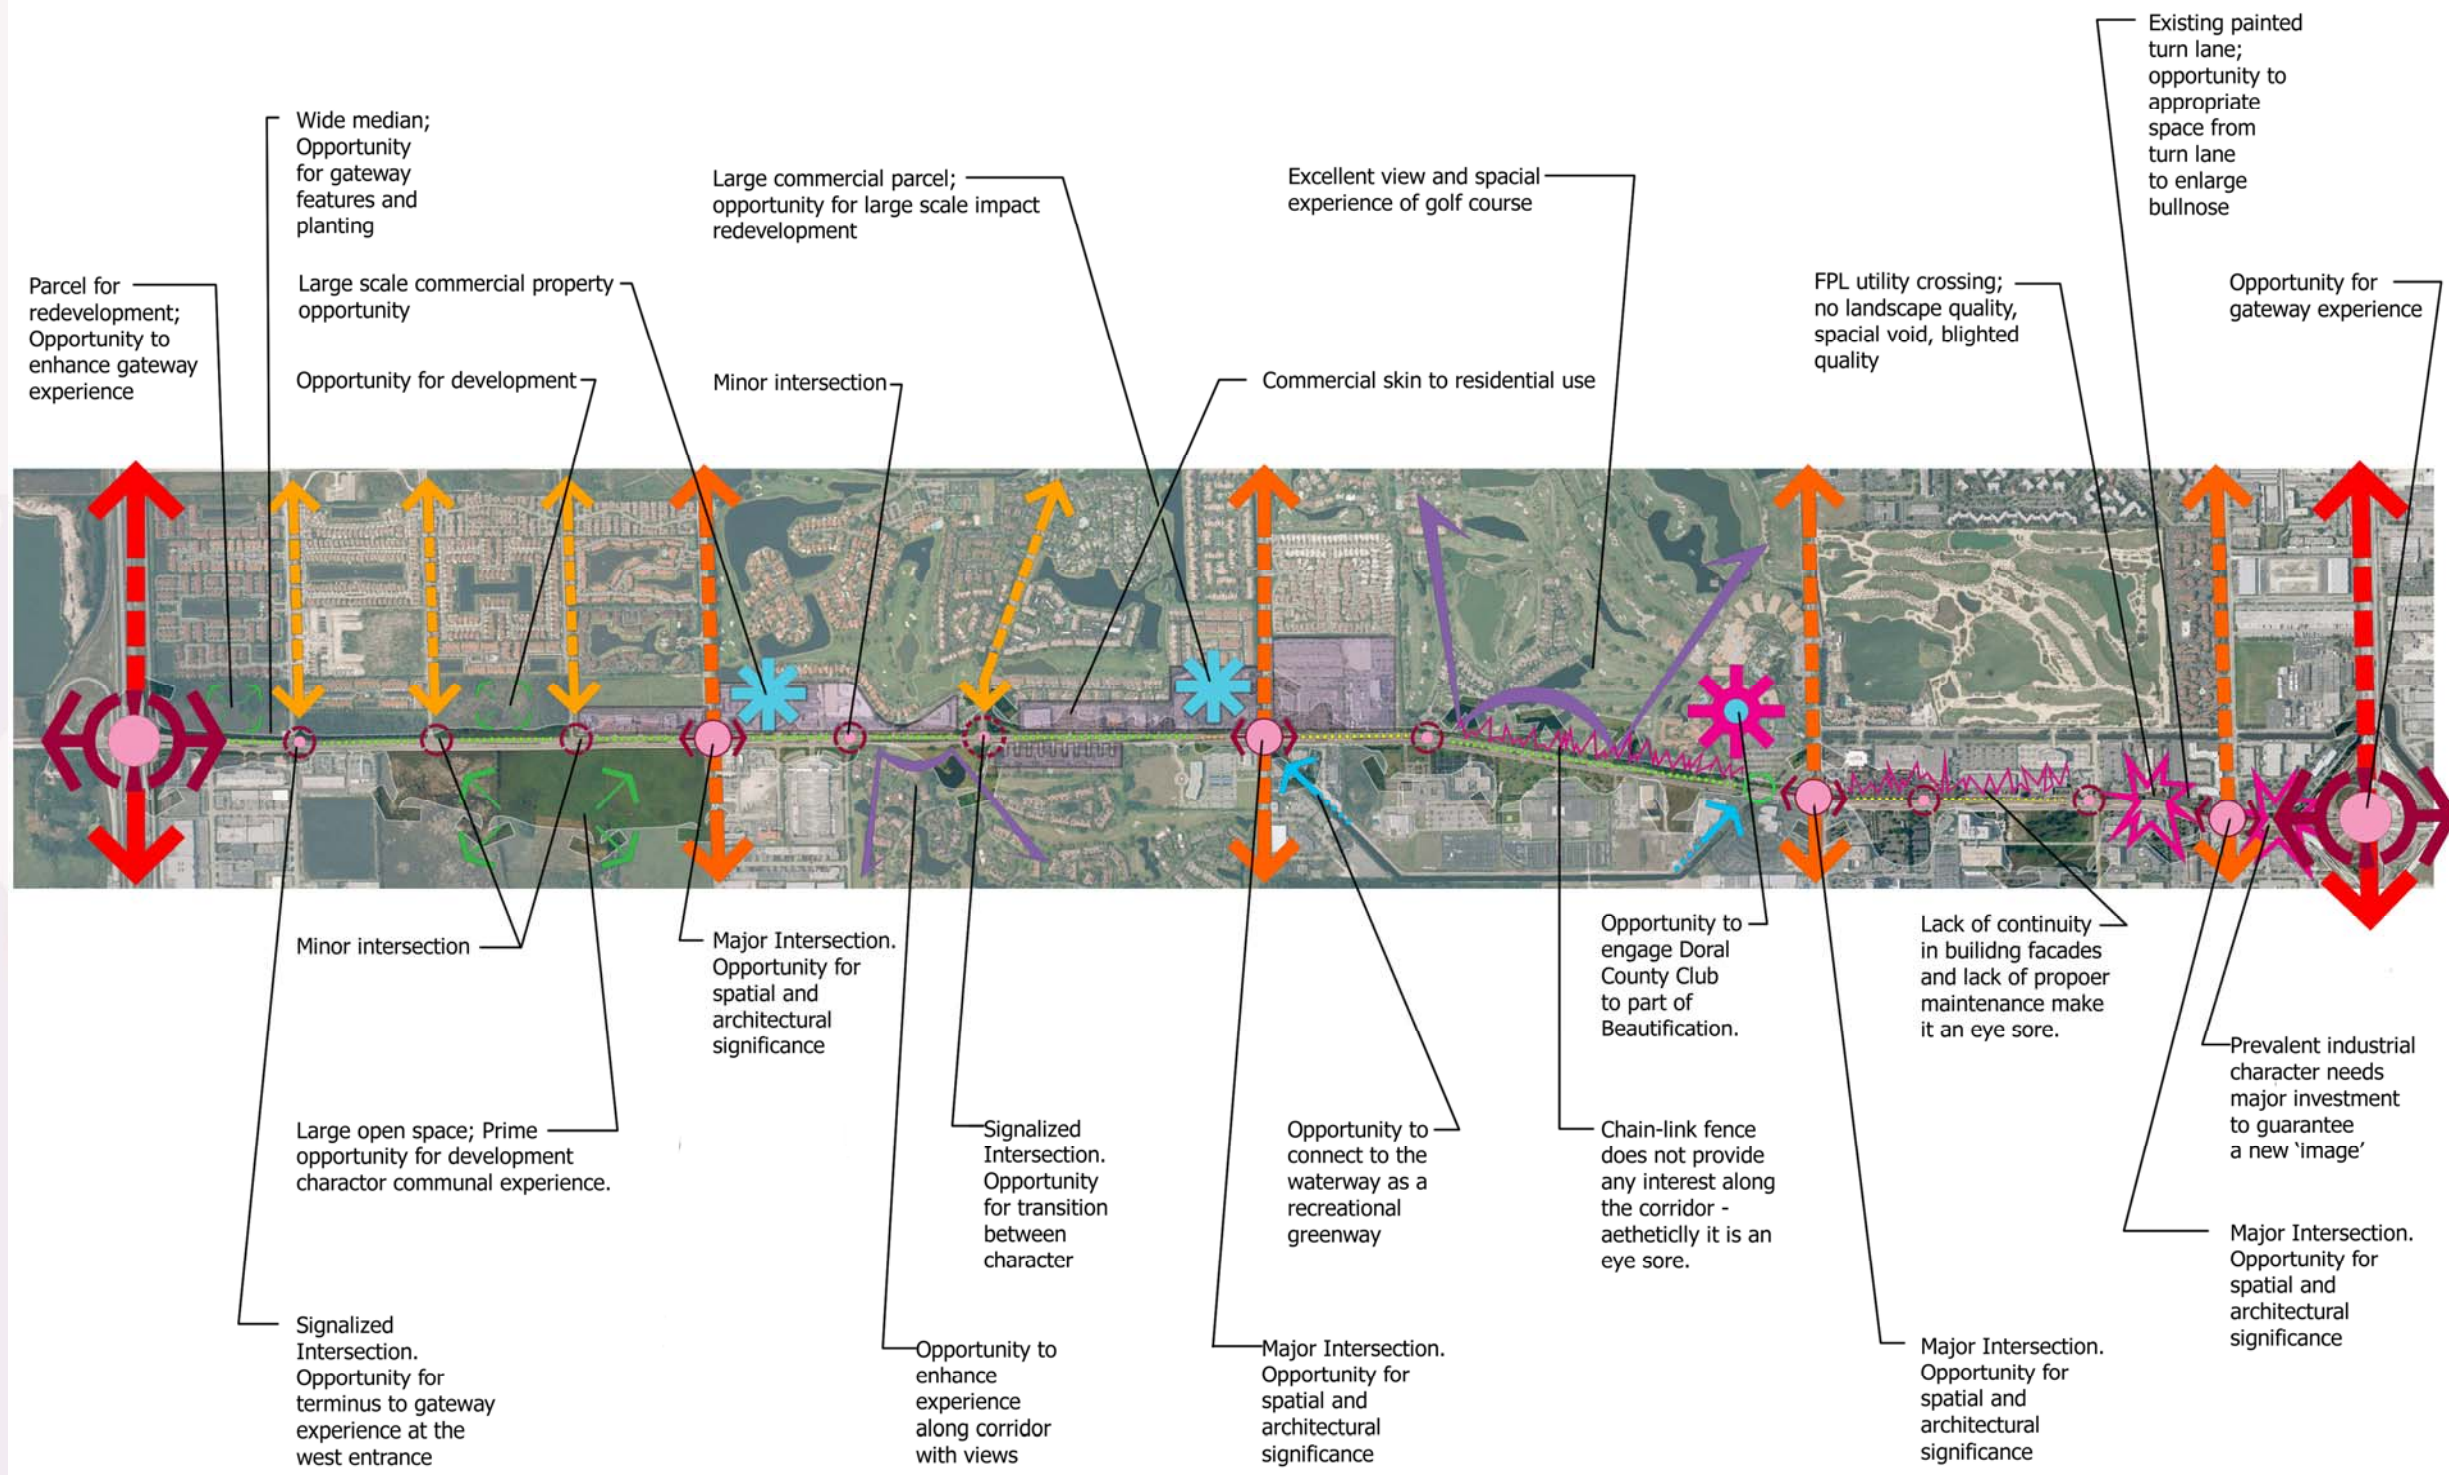 Existing painted
turn lane;
opportunity to
appropriate
space from
turn lane
to enlarge
bullnose
Wide median;
Opportunity
for gateway
features and
planting
Large commercial parcel;
opportunity for large scale impact
redevelopment
Excellent view and spacial
experience of golf course
Parcel for
redevelopment;
Opportunity to
enhance gateway
experience
Large scale commercial property
opportunity
FPL utility crossing;
no landscape quality,
spacial void, blighted
quality
Opportunity for
gateway experience
Opportunity for development
Minor intersection
Commercial skin to residential use
Minor intersection
Major Intersection.
Opportunity for
spatial and
architectural
significance
Opportunity to
engage Doral
County Club
to part of
Beautification.
Lack of continuity
in builidng facades
and lack of propoer
maintenance make
it an eye sore.
Prevalent industrial
character needs
major investment
to guarantee
a new ‘image’
Large open space; Prime
opportunity for development
charactor communal experience.
Signalized
Intersection.
Opportunity
for transition
between
character
Opportunity to
connect to the
waterway as a
recreational
greenway
Chain-link fence
does not provide
any interest along
the corridor -
aetheticlly it is an
eye sore.
Major Intersection.
Opportunity for
spatial and
architectural
significance
Signalized
Intersection.
Opportunity for
terminus to gateway
experience at the
west entrance
Opportunity to
enhance
experience
along corridor
with views
Major Intersection.
Opportunity for
spatial and
architectural
significance
Major Intersection.
Opportunity for
spatial and
architectural
significance